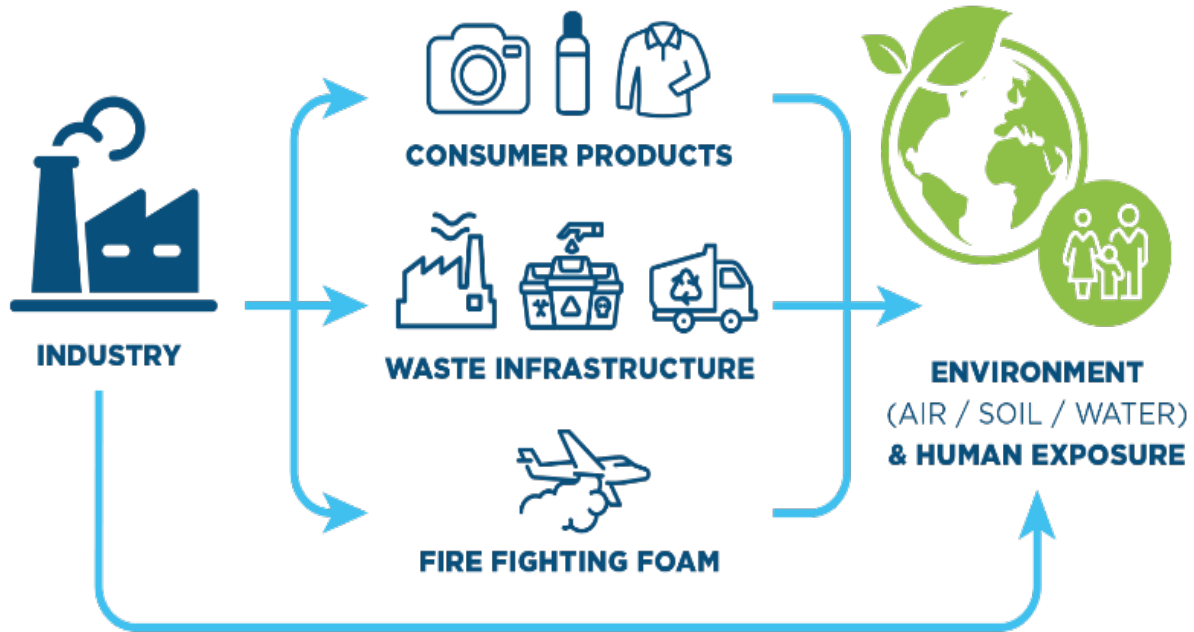 CONSUMER PRODUCTS
INDUSTRY
WASTE INFRASTRUCTURE
ENVIRONMENT
(AIR / SOIL / WATER)
& HUMAN EXPOSURE
FIRE FIGHTING FOAM